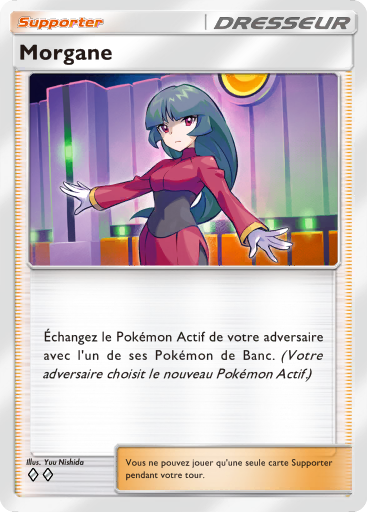 Supporter
DRESSEUR
Morgane
Échangez le Pokémon Actif de votre adversaire
avec l'un de ses Pokémon de Banc. (Votre
adversaire choisit le nouveau Pokémon Actif.)
Illus. Yuu Nishida
Vous ne pouvez jouer qu'une seule carte Supporter
pendant votre tour.